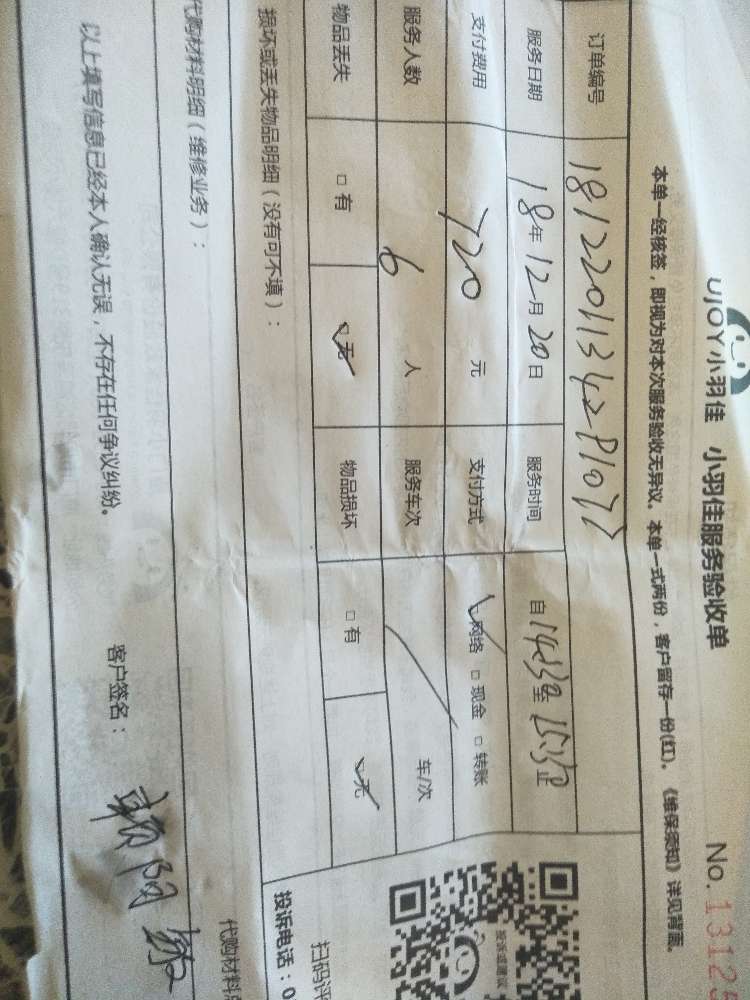 UJOY小羽佳 小羽佳服务验收单 No. 13125
本单一经核签，即视为对本次服务验收无异议。本单一式两份，客户留存一份(红)。《维保须知》详见背面。
订单编号
服务日期 18年12月20日 服务时间 自 至 止
支付费用 720 元 支付方式 ☑网络 □现金 □转账
服务人数 6 人 服务车次 / 车/次
物品丢失 □有 ☑无 物品损坏 □有 ☑无
损坏或丢失物品明细（没有可不填）：
投诉电话：0
扫码评
代购材料明细（维修业务）：
代购材料
以上填写信息已经本人确认无误，不存在任何争议纠纷。 客户签名：